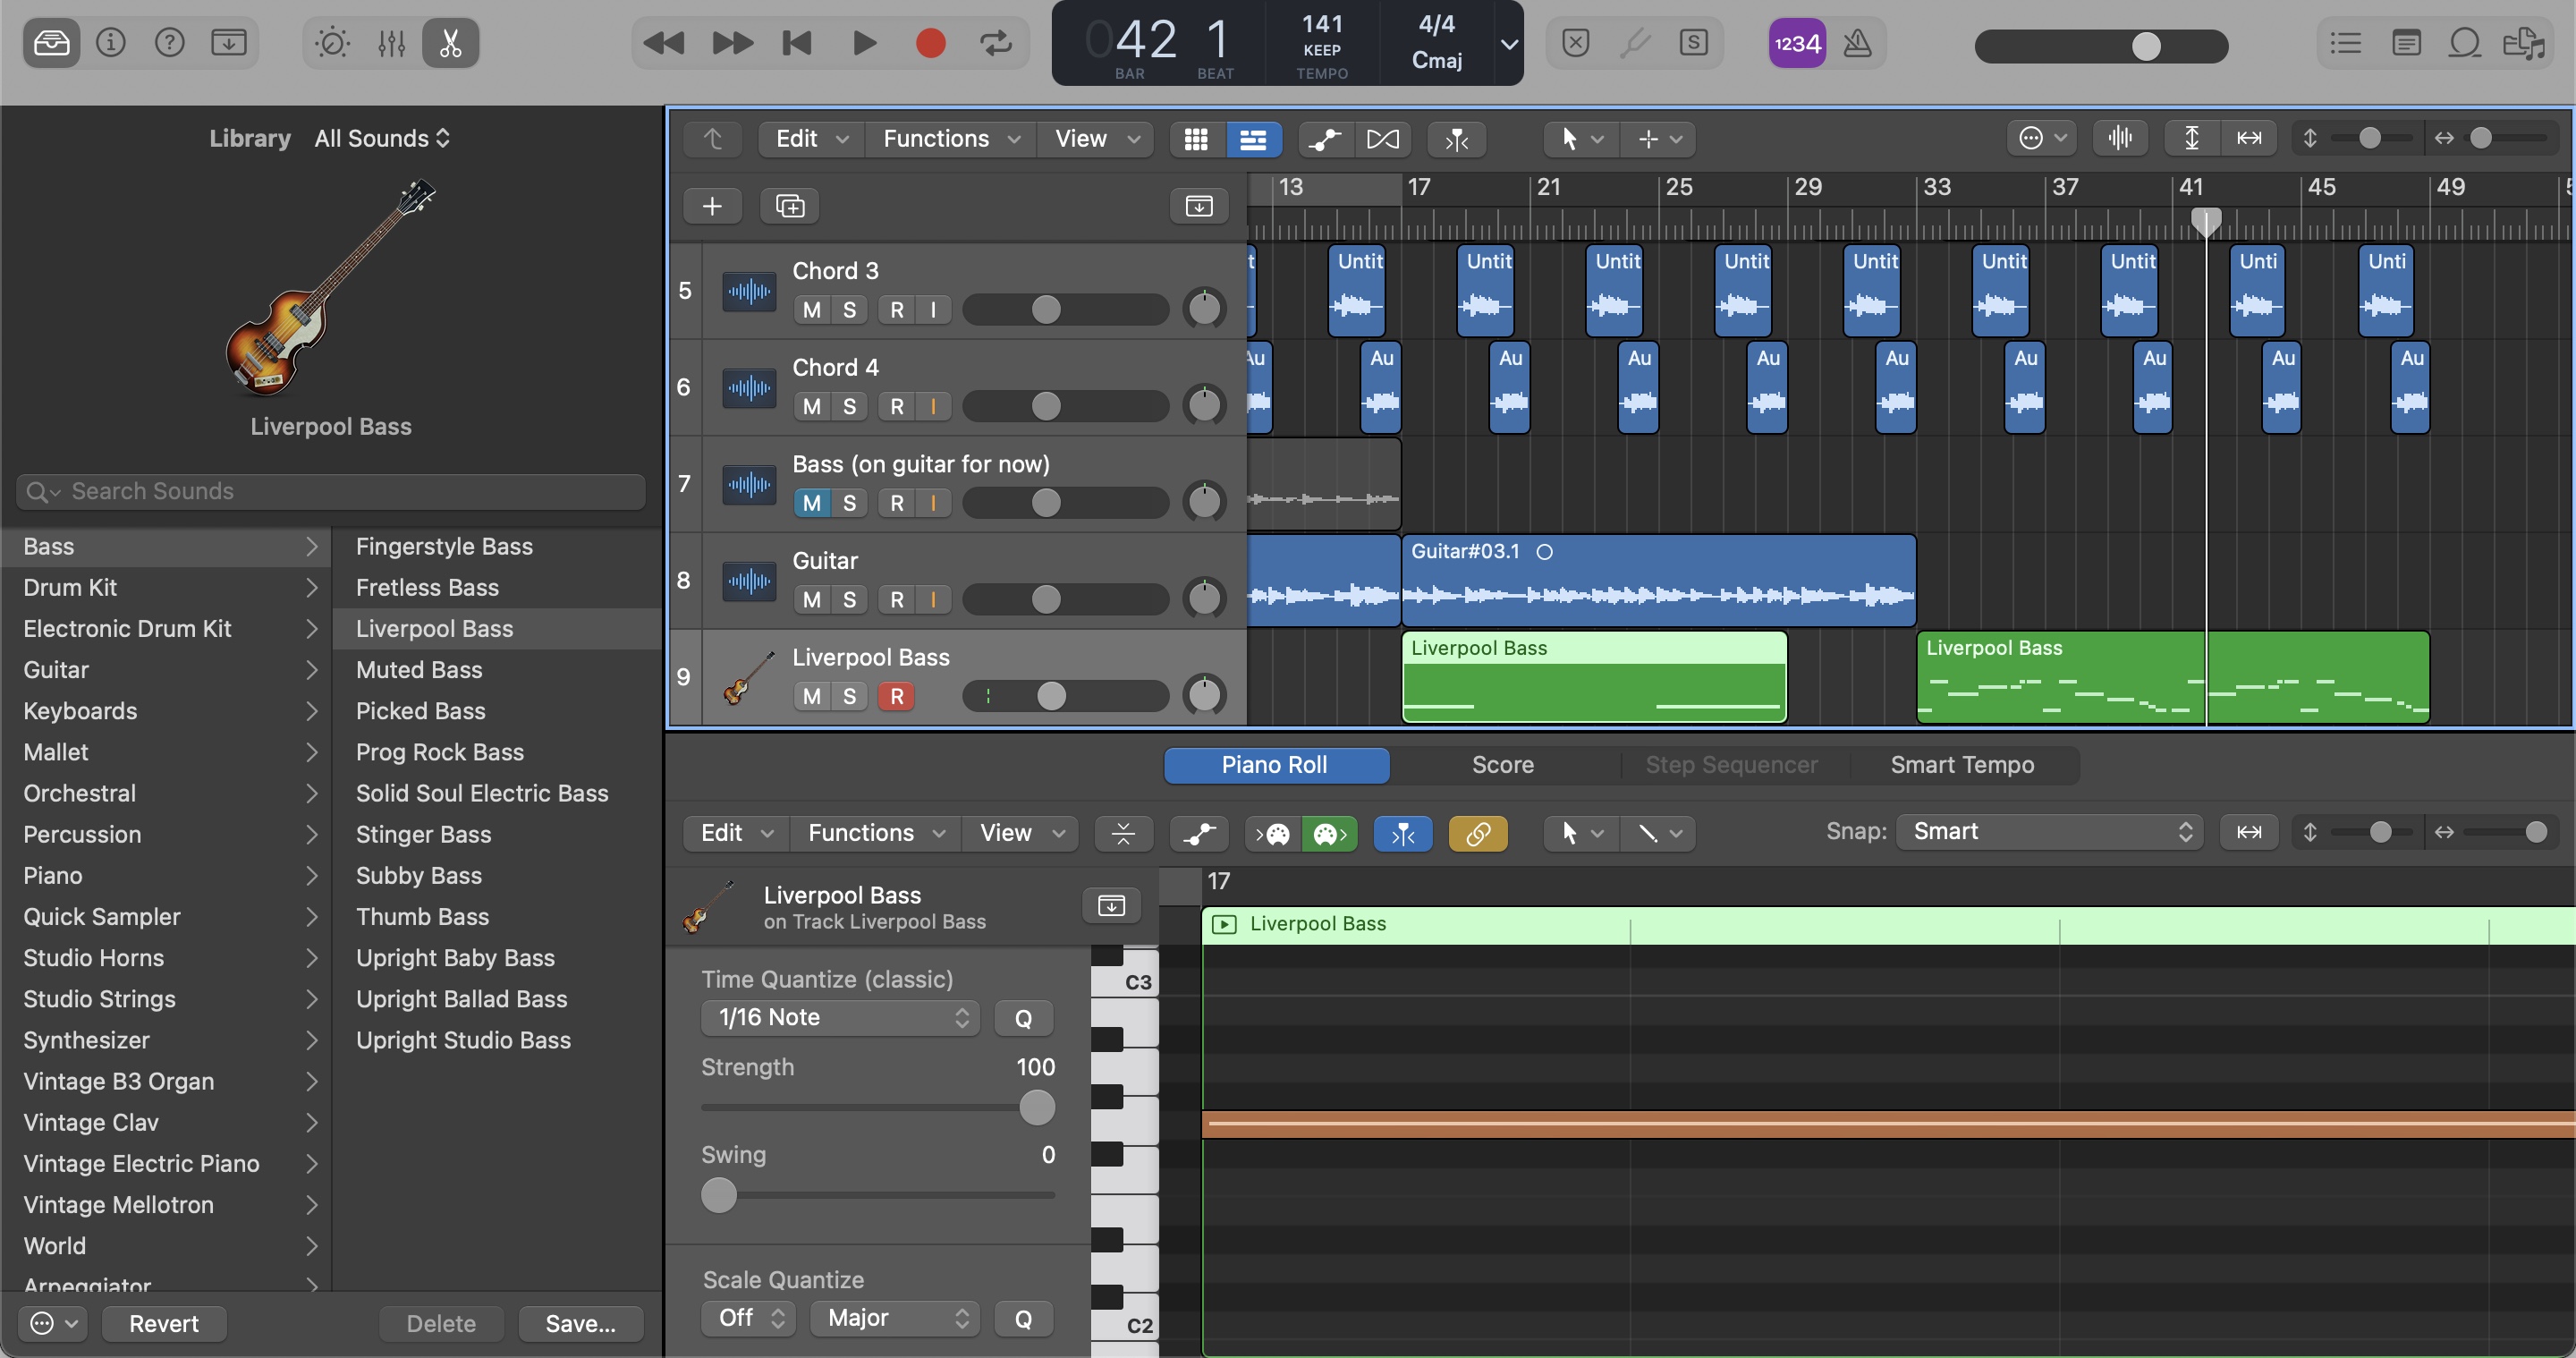 042 1 141 4/4
KEEP Cmaj
BAR BEAT TEMPO
1234
S
Library All Sounds
Liverpool Bass
Search Sounds
Bass
Drum Kit
Electronic Drum Kit
Guitar
Keyboards
Mallet
Orchestral
Percussion
Piano
Quick Sampler
Studio Horns
Studio Strings
Synthesizer
Vintage B3 Organ
Vintage Clav
Vintage Electric Piano
Vintage Mellotron
World
Arpeggiator
Fingerstyle Bass
Fretless Bass
Liverpool Bass
Muted Bass
Picked Bass
Prog Rock Bass
Solid Soul Electric Bass
Stinger Bass
Subby Bass
Thumb Bass
Upright Baby Bass
Upright Ballad Bass
Upright Studio Bass
Revert Delete Save...
Edit Functions View
13 17 21 25 29 33 37 41 45 49
5 Chord 3
M S R I
t Untit Untit Untit Untit Untit Untit Untit Unti Unti
6 Chord 4
M S R I
Au Au Au Au Au Au Au Au Au Au
7 Bass (on guitar for now)
M S R I
8 Guitar
M S R I
Guitar#03.1
9 Liverpool Bass
M S R
Liverpool Bass Liverpool Bass
Piano Roll Score Step Sequencer Smart Tempo
Edit Functions View Snap: Smart
Liverpool Bass
on Track Liverpool Bass
17
Liverpool Bass
Time Quantize (classic)
1/16 Note Q
Strength 100
Swing 0
Scale Quantize
Off Major Q
C3
C2